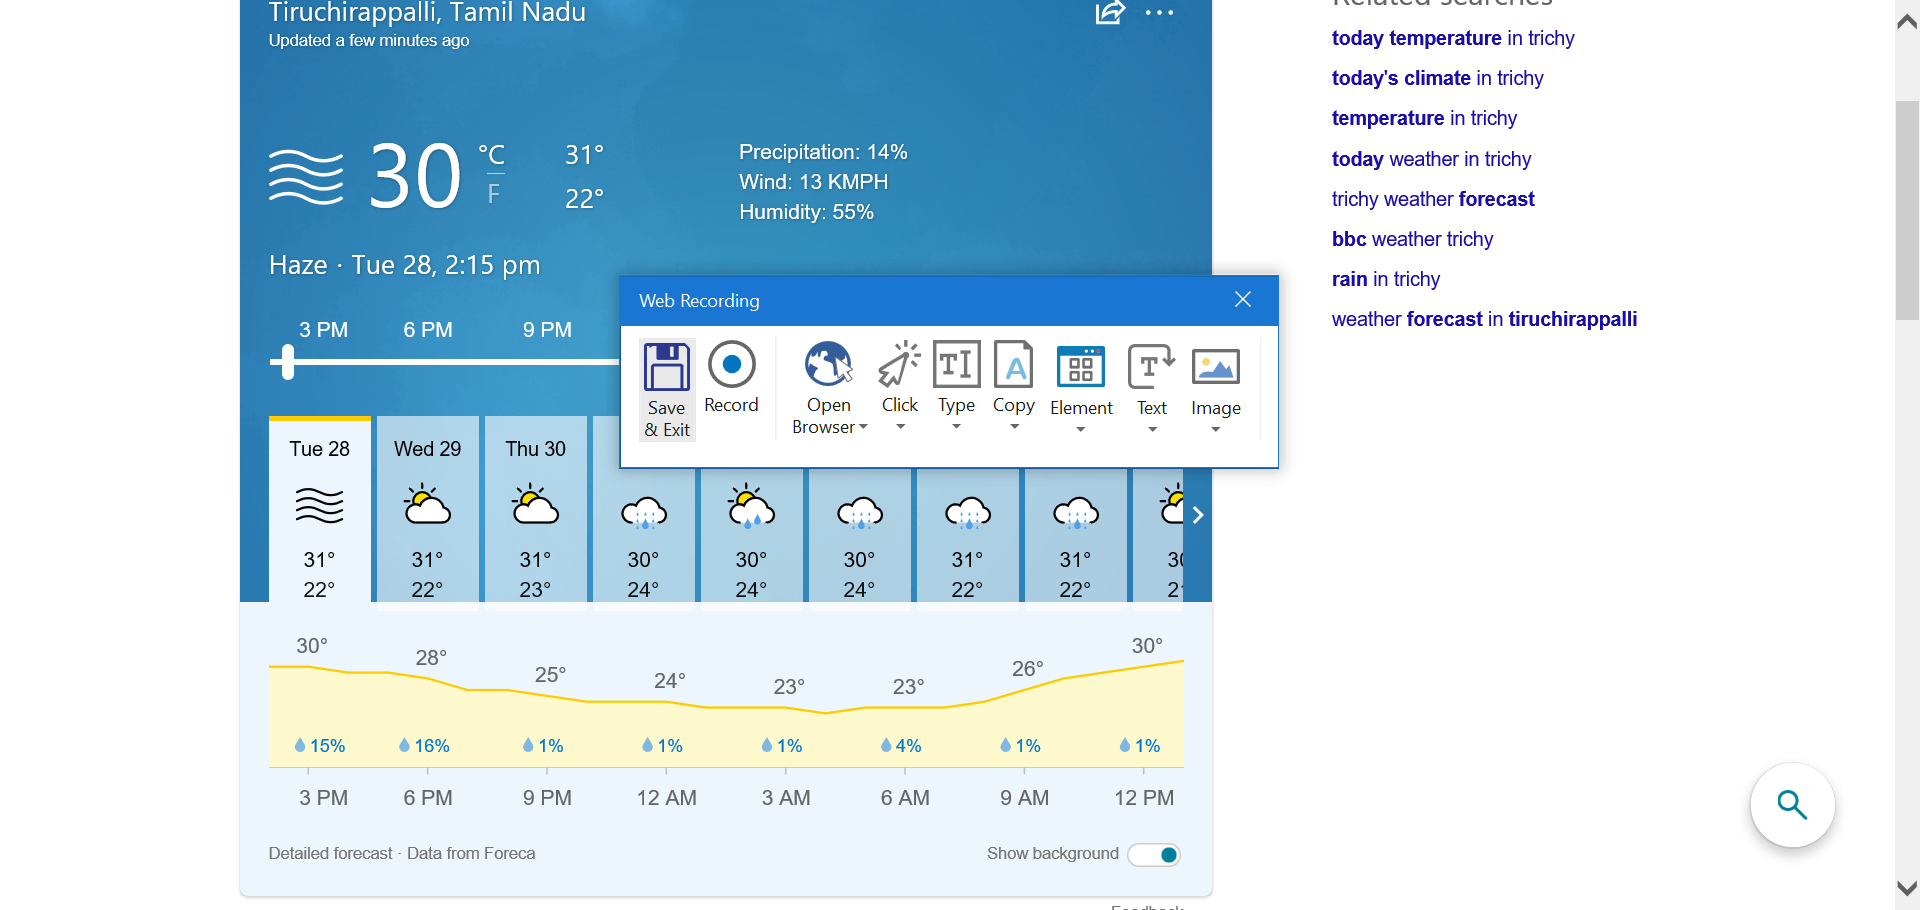 Tiruchirappalli, Tamil Nadu
Updated a few minutes ago
30 °C
F
31°
22°
Precipitation: 14%
Wind: 13 KMPH
Humidity: 55%
Haze · Tue 28, 2:15 pm
3 PM 6 PM 9 PM
Web Recording
Save
& Exit
Record
Open
Browser
Click
Type
Copy
Element
Text
Image
Tue 28 Wed 29 Thu 30
31° 31° 31° 30° 30° 30° 31° 31°
22° 22° 23° 24° 24° 24° 22° 22°
30° 28° 25° 24° 23° 23° 26° 30°
15% 16% 1% 1% 1% 4% 1% 1%
3 PM 6 PM 9 PM 12 AM 3 AM 6 AM 9 AM 12 PM
Detailed forecast · Data from Foreca
Show background
Related searches
today temperature in trichy
today's climate in trichy
temperature in trichy
today weather in trichy
trichy weather forecast
bbc weather trichy
rain in trichy
weather forecast in tiruchirappalli